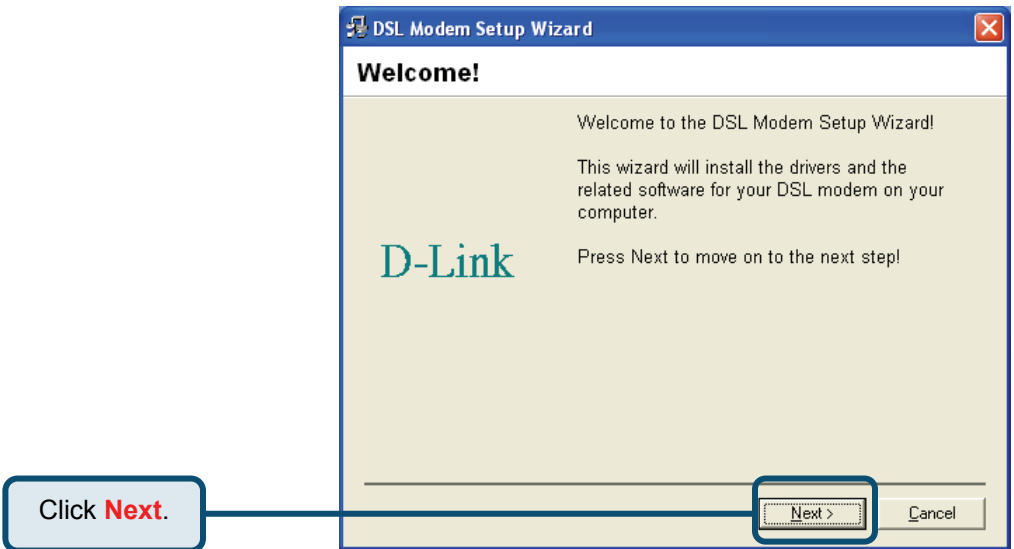 DSL Modem Setup Wizard
Welcome!
Welcome to the DSL Modem Setup Wizard!
This wizard will install the drivers and the
related software for your DSL modem on your
computer.
D-Link
Press Next to move on to the next step!
Click Next.
Next >
Cancel